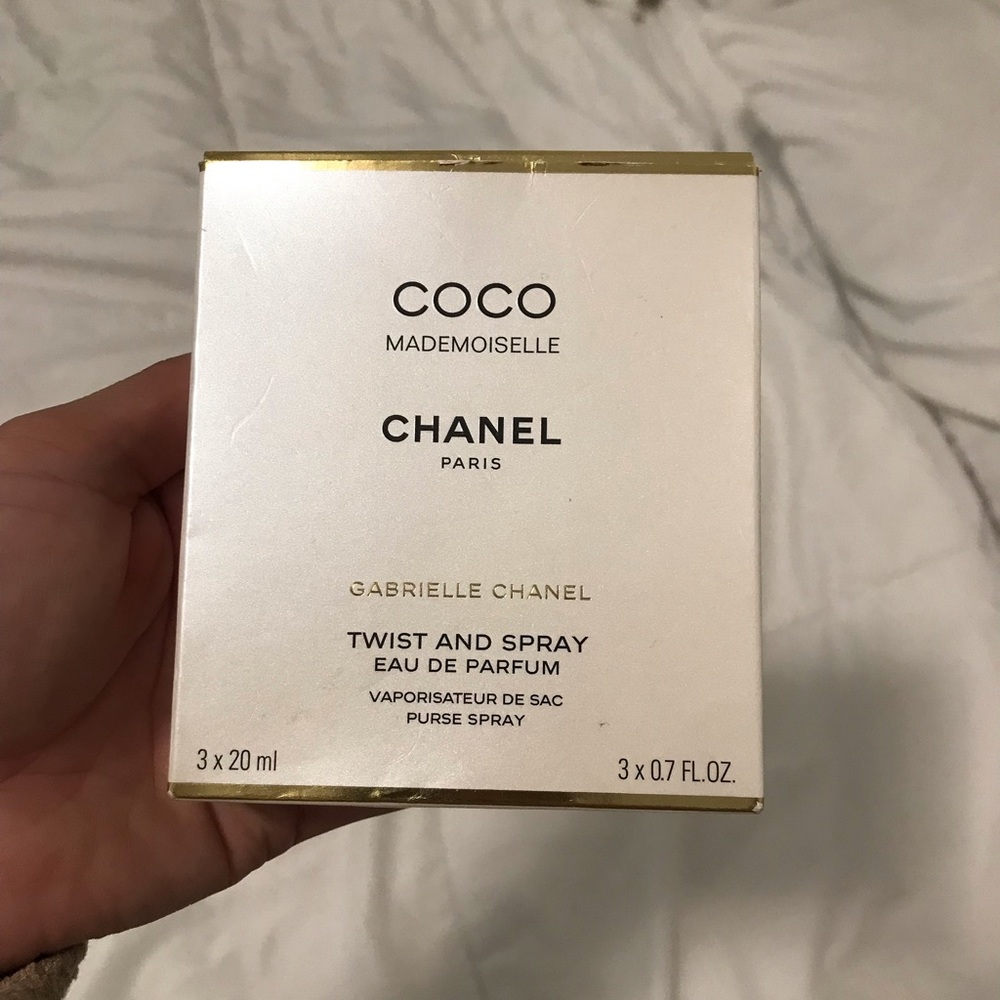 COCO
MADEMOISELLE
CHANEL
PARIS
GABRIELLE CHANEL
TWIST AND SPRAY
EAU DE PARFUM
VAPORISATEUR DE SAC
PURSE SPRAY
3 x 20 ml
3 x 0.7 FL.OZ.